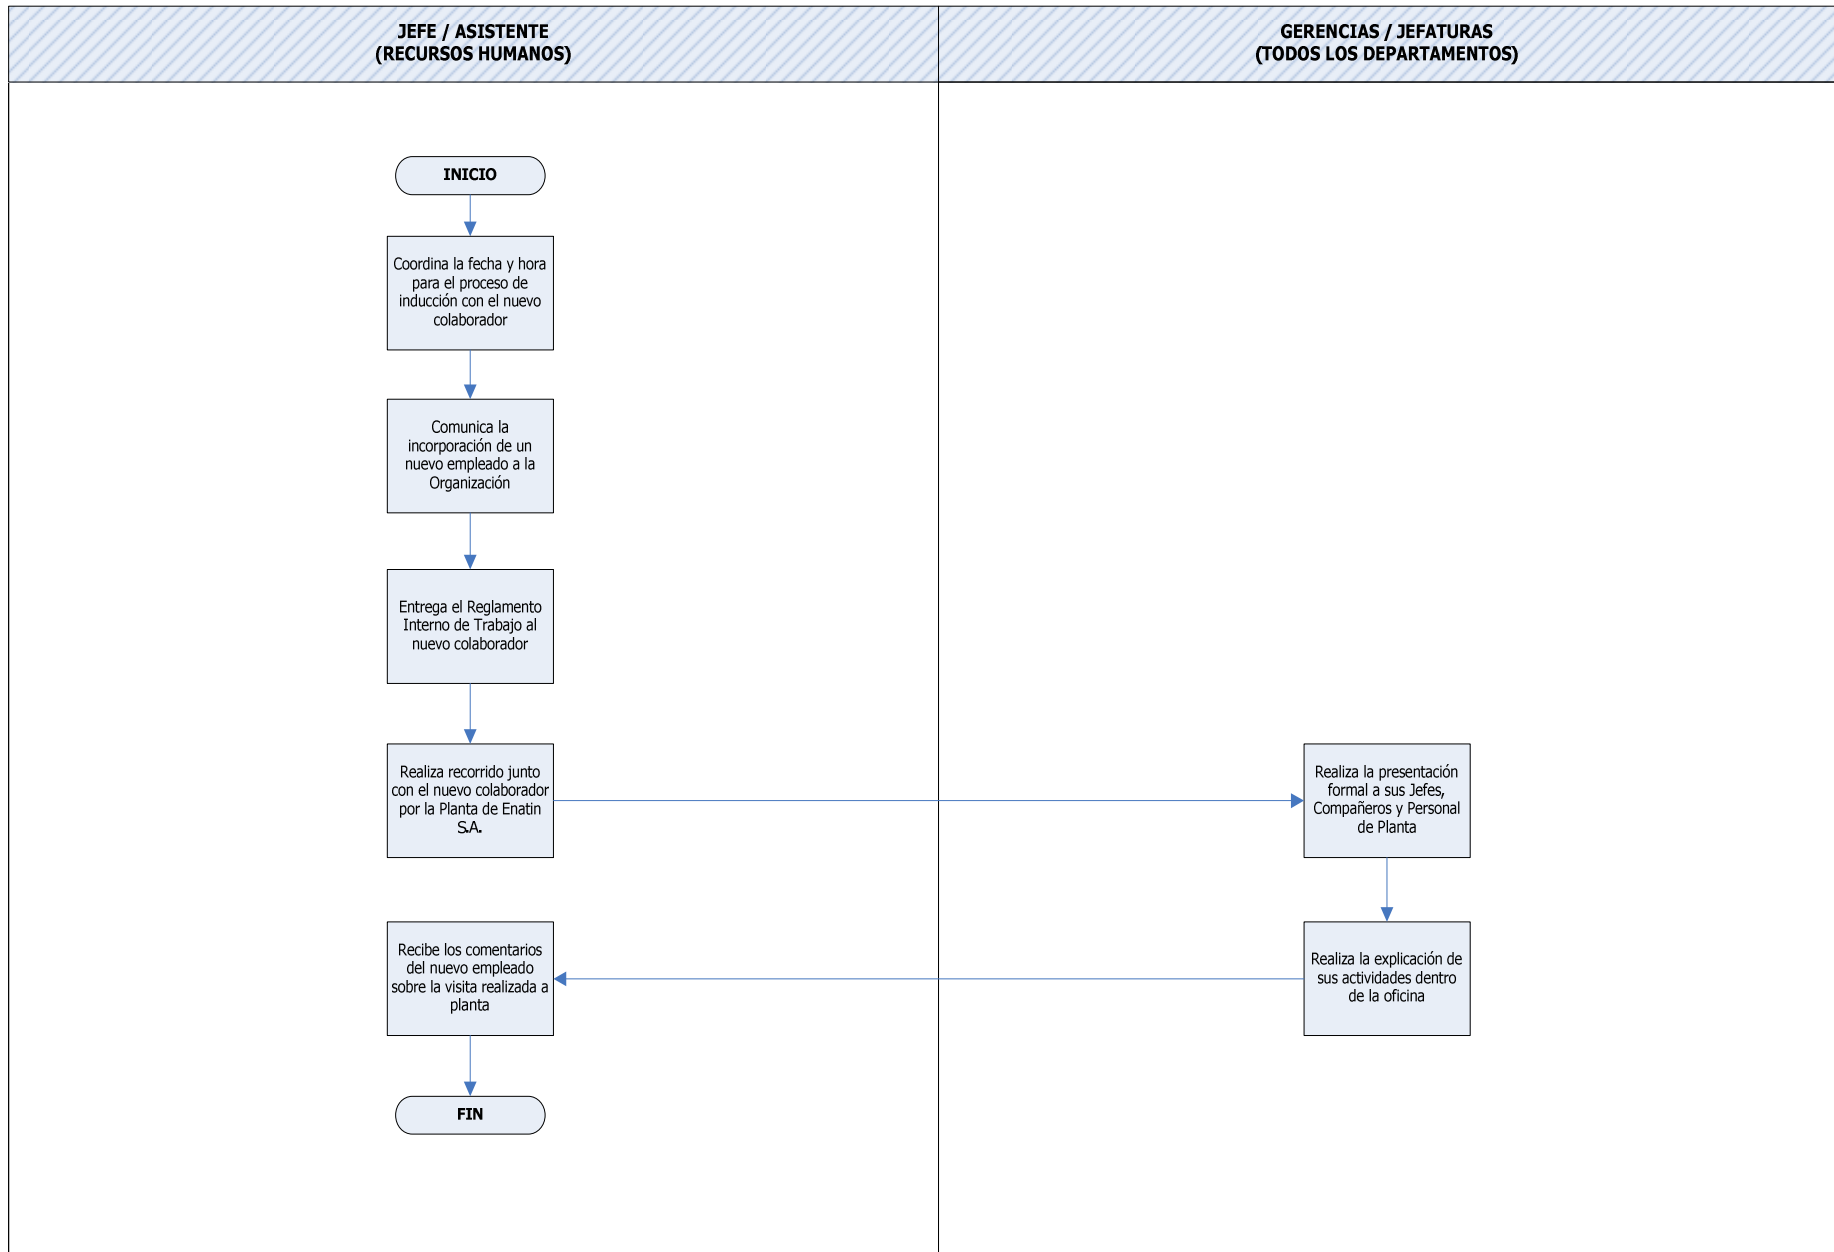 JEFE / ASISTENTE
(RECURSOS HUMANOS)
GERENCIAS / JEFATURAS
(TODOS LOS DEPARTAMENTOS)
INICIO
Coordina la fecha y hora
para el proceso de
inducción con el nuevo
colaborador
Comunica la
incorporación de un
nuevo empleado a la
Organización
Entrega el Reglamento
Interno de Trabajo al
nuevo colaborador
Realiza recorrido junto
con el nuevo colaborador
por la Planta de Enatin
S.A.
Realiza la presentación
formal a sus Jefes,
Compañeros y Personal
de Planta
Realiza la explicación de
sus actividades dentro
de la oficina
Recibe los comentarios
del nuevo empleado
sobre la visita realizada a
planta
FIN